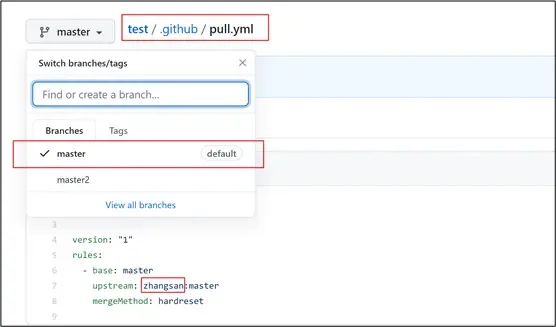 master test / .github / pull.yml
Switch branches/tags
Find or create a branch...
Branches Tags
master default
master2
View all branches
3
4 version: "1"
5 rules:
6 - base: master
7 upstream: zhangsan:master
8 mergeMethod: hardreset
9